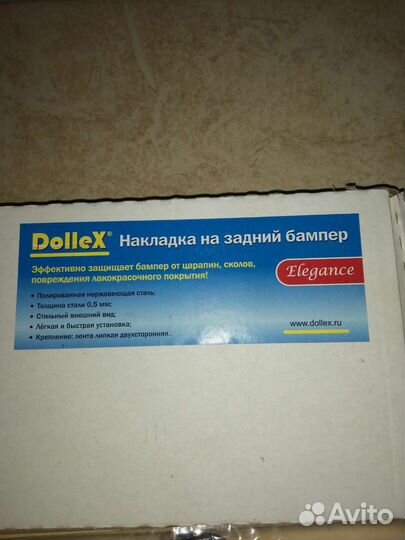 DolleX® Накладка на задний бампер
Эффективно защищает бампер от царапин, сколов,
повреждения лакокрасочного покрытия!
Elegance
• Полированная нержавеющая сталь;
• Толщина стали 0,5 мм;
• Стильный внешний вид;
• Лёгкая и быстрая установка;
• Крепление: лента липкая двухсторонняя.
www.dollex.ru
Avito